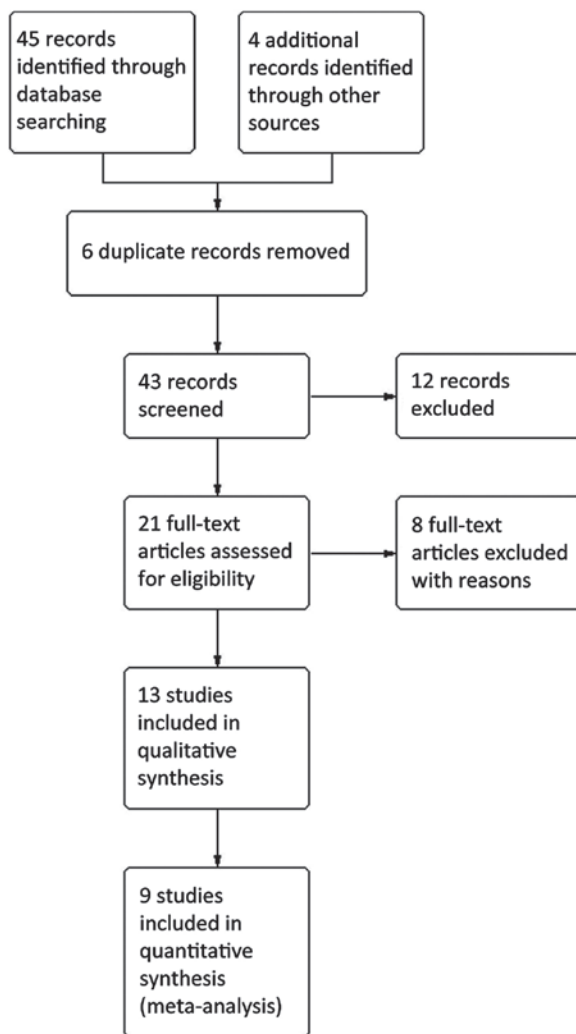 45 records
identified through
database
searching
4 additional
records identified
through other
sources
6 duplicate records removed
43 records
screened
12 records
excluded
21 full-text
articles assessed
for eligibility
8 full-text
articles excluded
with reasons
13 studies
included in
qualitative
synthesis
9 studies
included in
quantitative
synthesis
(meta-analysis)